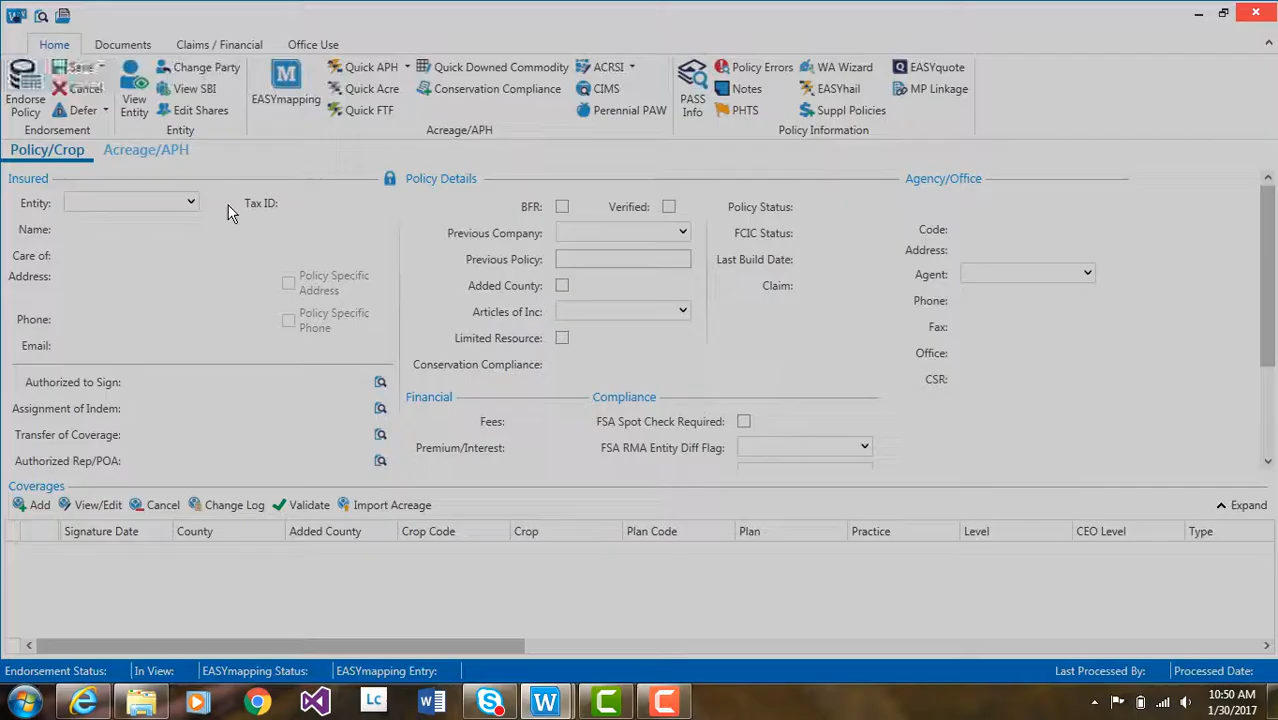 Home Documents Claims / Financial Office Use
Endorse Policy Save Cancel Defer View Entity Change Party View SBI Edit Shares M EASYmapping Quick APH Quick Acre Quick FTF Quick Downed Commodity Conservation Compliance ACRSI CIMS Perennial PAW PASS Info Policy Errors Notes PHTS WA Wizard EASYhail Suppl Policies EASYquote MP Linkage
Endorsement Entity Acreage/APH Policy Information
Policy/Crop Acreage/APH
Insured
Entity: Tax ID:
Name:
Care of:
Address: Policy Specific Address
Phone: Policy Specific Phone
Email:
Authorized to Sign:
Assignment of Indem:
Transfer of Coverage:
Authorized Rep/POA:
Policy Details
BFR: Verified: Policy Status:
Previous Company: FCIC Status:
Previous Policy: Last Build Date:
Added County: Claim:
Articles of Inc:
Limited Resource:
Conservation Compliance:
Financial
Fees:
Premium/Interest:
Compliance
FSA Spot Check Required:
FSA RMA Entity Diff Flag:
Agency/Office
Code:
Address:
Agent:
Phone:
Fax:
Office:
CSR:
Coverages
Add View/Edit Cancel Change Log Validate Import Acreage Expand
Signature Date County Added County Crop Code Crop Plan Code Plan Practice Level CEO Level Type
Endorsement Status: In View: EASYmapping Status: EASYmapping Entry: Last Processed By: Processed Date:
Lc W S W C C
10:50 AM
1/30/2017